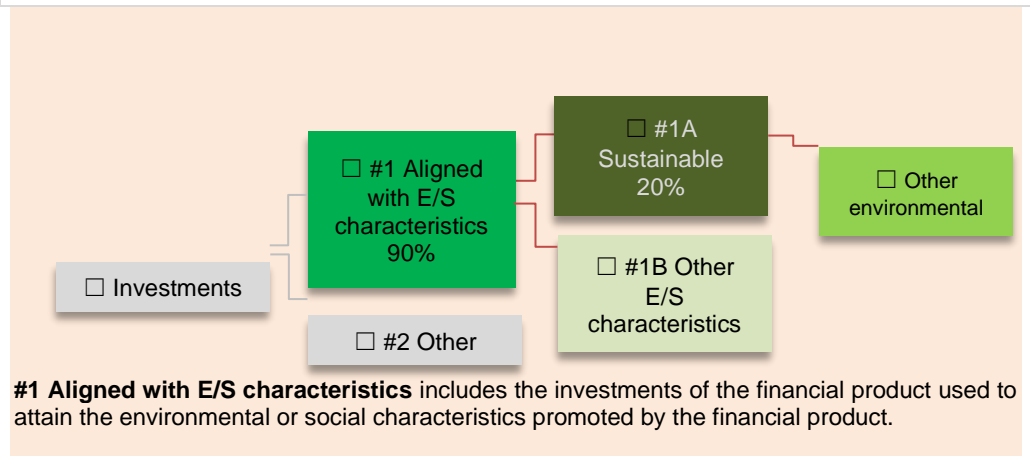 ☐ #1A
Sustainable
20%
☐ #1 Aligned
with E/S
characteristics
90%
☐ Other
environmental
☐ #1B Other
E/S
characteristics
☐ Investments
☐ #2 Other
#1 Aligned with E/S characteristics includes the investments of the financial product used to
attain the environmental or social characteristics promoted by the financial product.